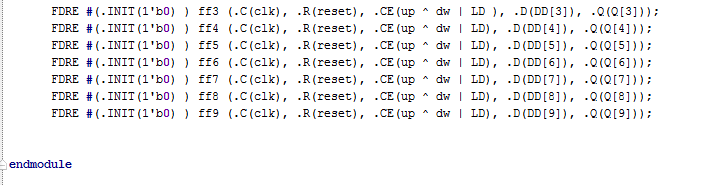 FDRE #(.INIT(1'b0) ) ff3 (.C(clk), .R(reset), .CE(up ^ dw | LD ), .D(DD[3]), .Q(Q[3]));
FDRE #(.INIT(1'b0) ) ff4 (.C(clk), .R(reset), .CE(up ^ dw | LD), .D(DD[4]), .Q(Q[4]));
FDRE #(.INIT(1'b0) ) ff5 (.C(clk), .R(reset), .CE(up ^ dw | LD), .D(DD[5]), .Q(Q[5]));
FDRE #(.INIT(1'b0) ) ff6 (.C(clk), .R(reset), .CE(up ^ dw | LD), .D(DD[6]), .Q(Q[6]));
FDRE #(.INIT(1'b0) ) ff7 (.C(clk), .R(reset), .CE(up ^ dw | LD), .D(DD[7]), .Q(Q[7]));
FDRE #(.INIT(1'b0) ) ff8 (.C(clk), .R(reset), .CE(up ^ dw | LD), .D(DD[8]), .Q(Q[8]));
FDRE #(.INIT(1'b0) ) ff9 (.C(clk), .R(reset), .CE(up ^ dw | LD), .D(DD[9]), .Q(Q[9]));
endmodule